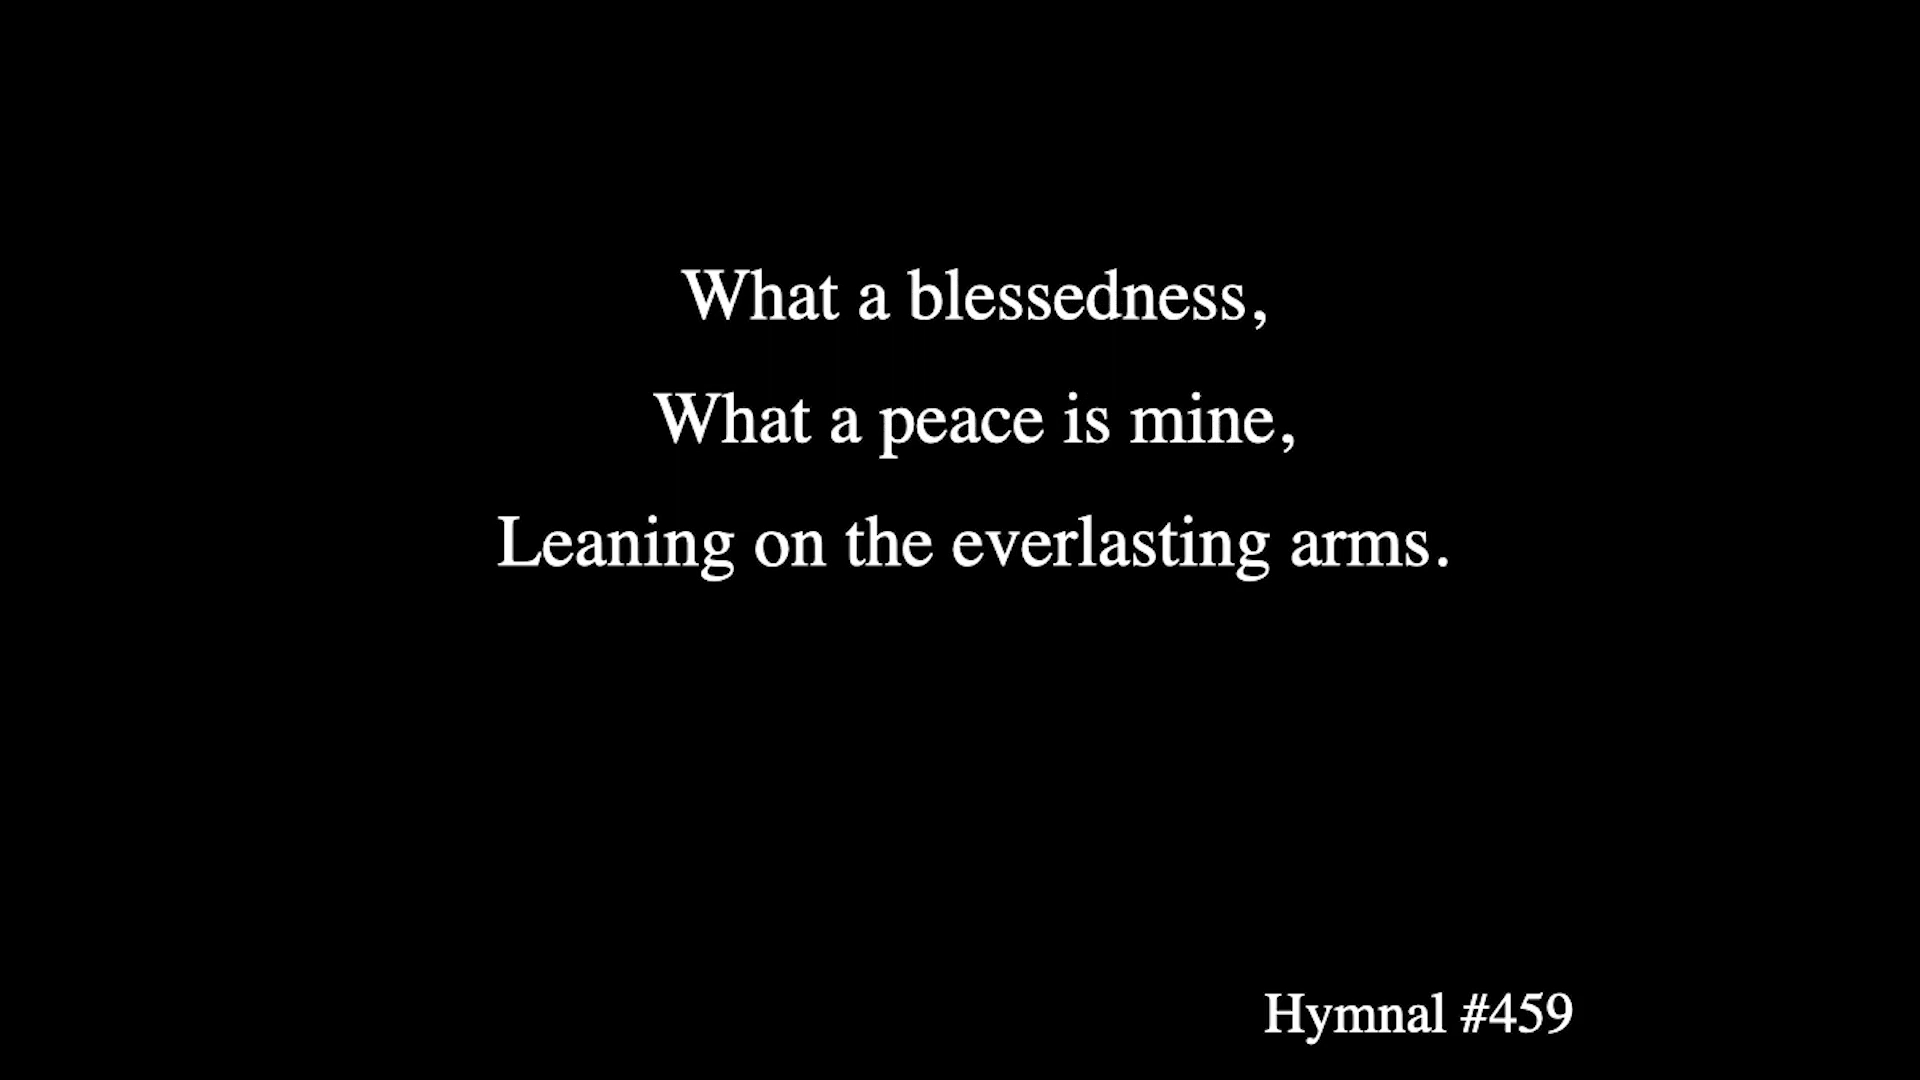 What a blessedness,
What a peace is mine,
Leaning on the everlasting arms.
Hymnal #459